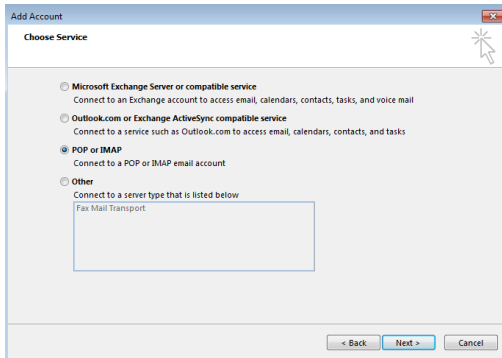 Add Account
Choose Service
Microsoft Exchange Server or compatible service
Connect to an Exchange account to access email, calendars, contacts, tasks, and voice mail
Outlook.com or Exchange ActiveSync compatible service
Connect to a service such as Outlook.com to access email, calendars, contacts, and tasks
POP or IMAP
Connect to a POP or IMAP email account
Other
Connect to a server type that is listed below
Fax Mail Transport
< Back Next > Cancel